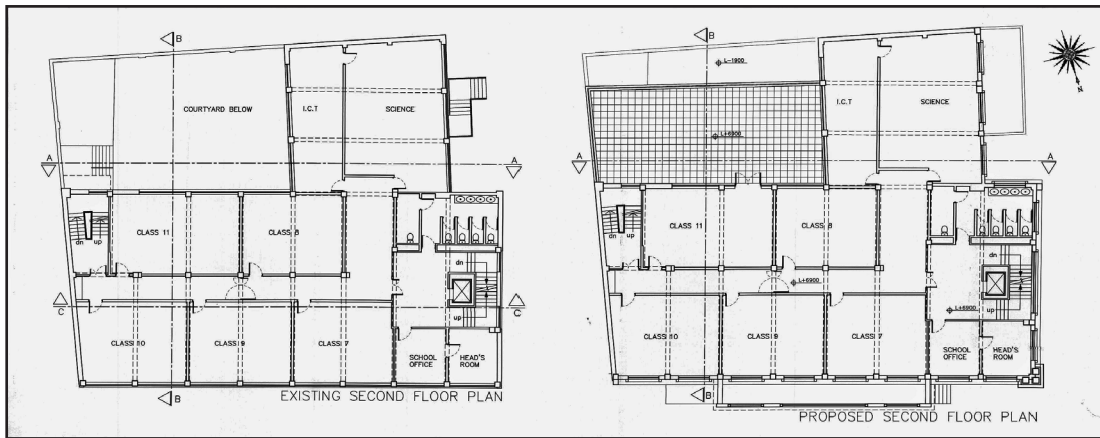 B
COURTYARD BELOW
I.C.T
SCIENCE
A
A
CLASS 11
CLASS 8
dn
up
dn
up
C
C
CLASS 10
CLASS 9
CLASS 7
SCHOOL
OFFICE
HEAD'S
ROOM
B
EXISTING SECOND FLOOR PLAN
B
L-1900
I.C.T
SCIENCE
L+6900
A
A
N
CLASS 11
CLASS 8
dn
up
dn
up
L+6900
L+6900
CLASS 10
CLASS 9
CLASS 7
SCHOOL
OFFICE
HEAD'S
ROOM
B
PROPOSED SECOND FLOOR PLAN